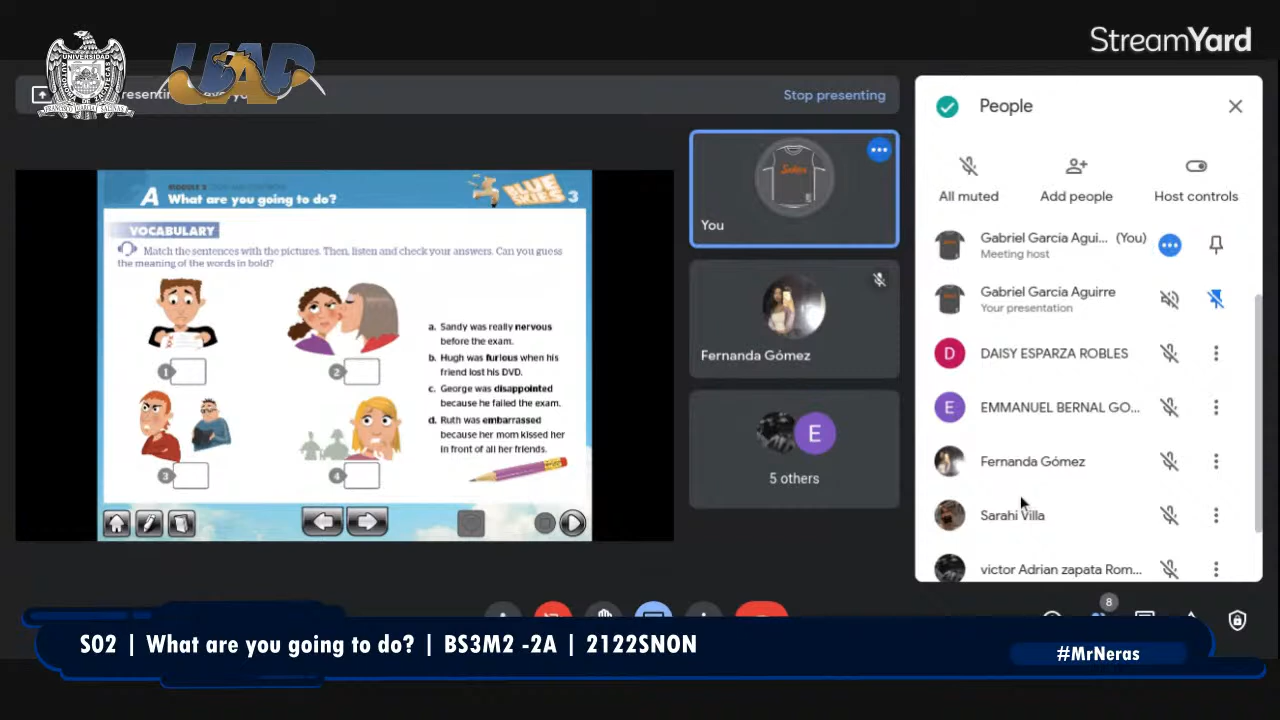 StreamYard
UNIVERSIDAD
UAP
Stop presenting
People
All muted
Add people
Host controls
Gabriel García Agui... (You)
Meeting host
Gabriel García Aguirre
Your presentation
DAISY ESPARZA ROBLES
EMMANUEL BERNAL GO...
Fernanda Gómez
Sarahi Villa
victor Adrian zapata Rom...
8
You
Fernanda Gómez
E
5 others
D
E
A
MODULE 2
What are you going to do?
BLUE SKIES 3
VOCABULARY
Match the sentences with the pictures. Then, listen and check your answers. Can you guess
the meaning of the words in bold?
1
2
3
4
a. Sandy was really nervous
before the exam.
b. Hugh was furious when his
friend lost his DVD.
c. George was disappointed
because he failed the exam.
d. Ruth was embarrassed
because her mom kissed her
in front of all her friends.
S02 | What are you going to do? | BS3M2 -2A | 2122SNON
#MrNeras